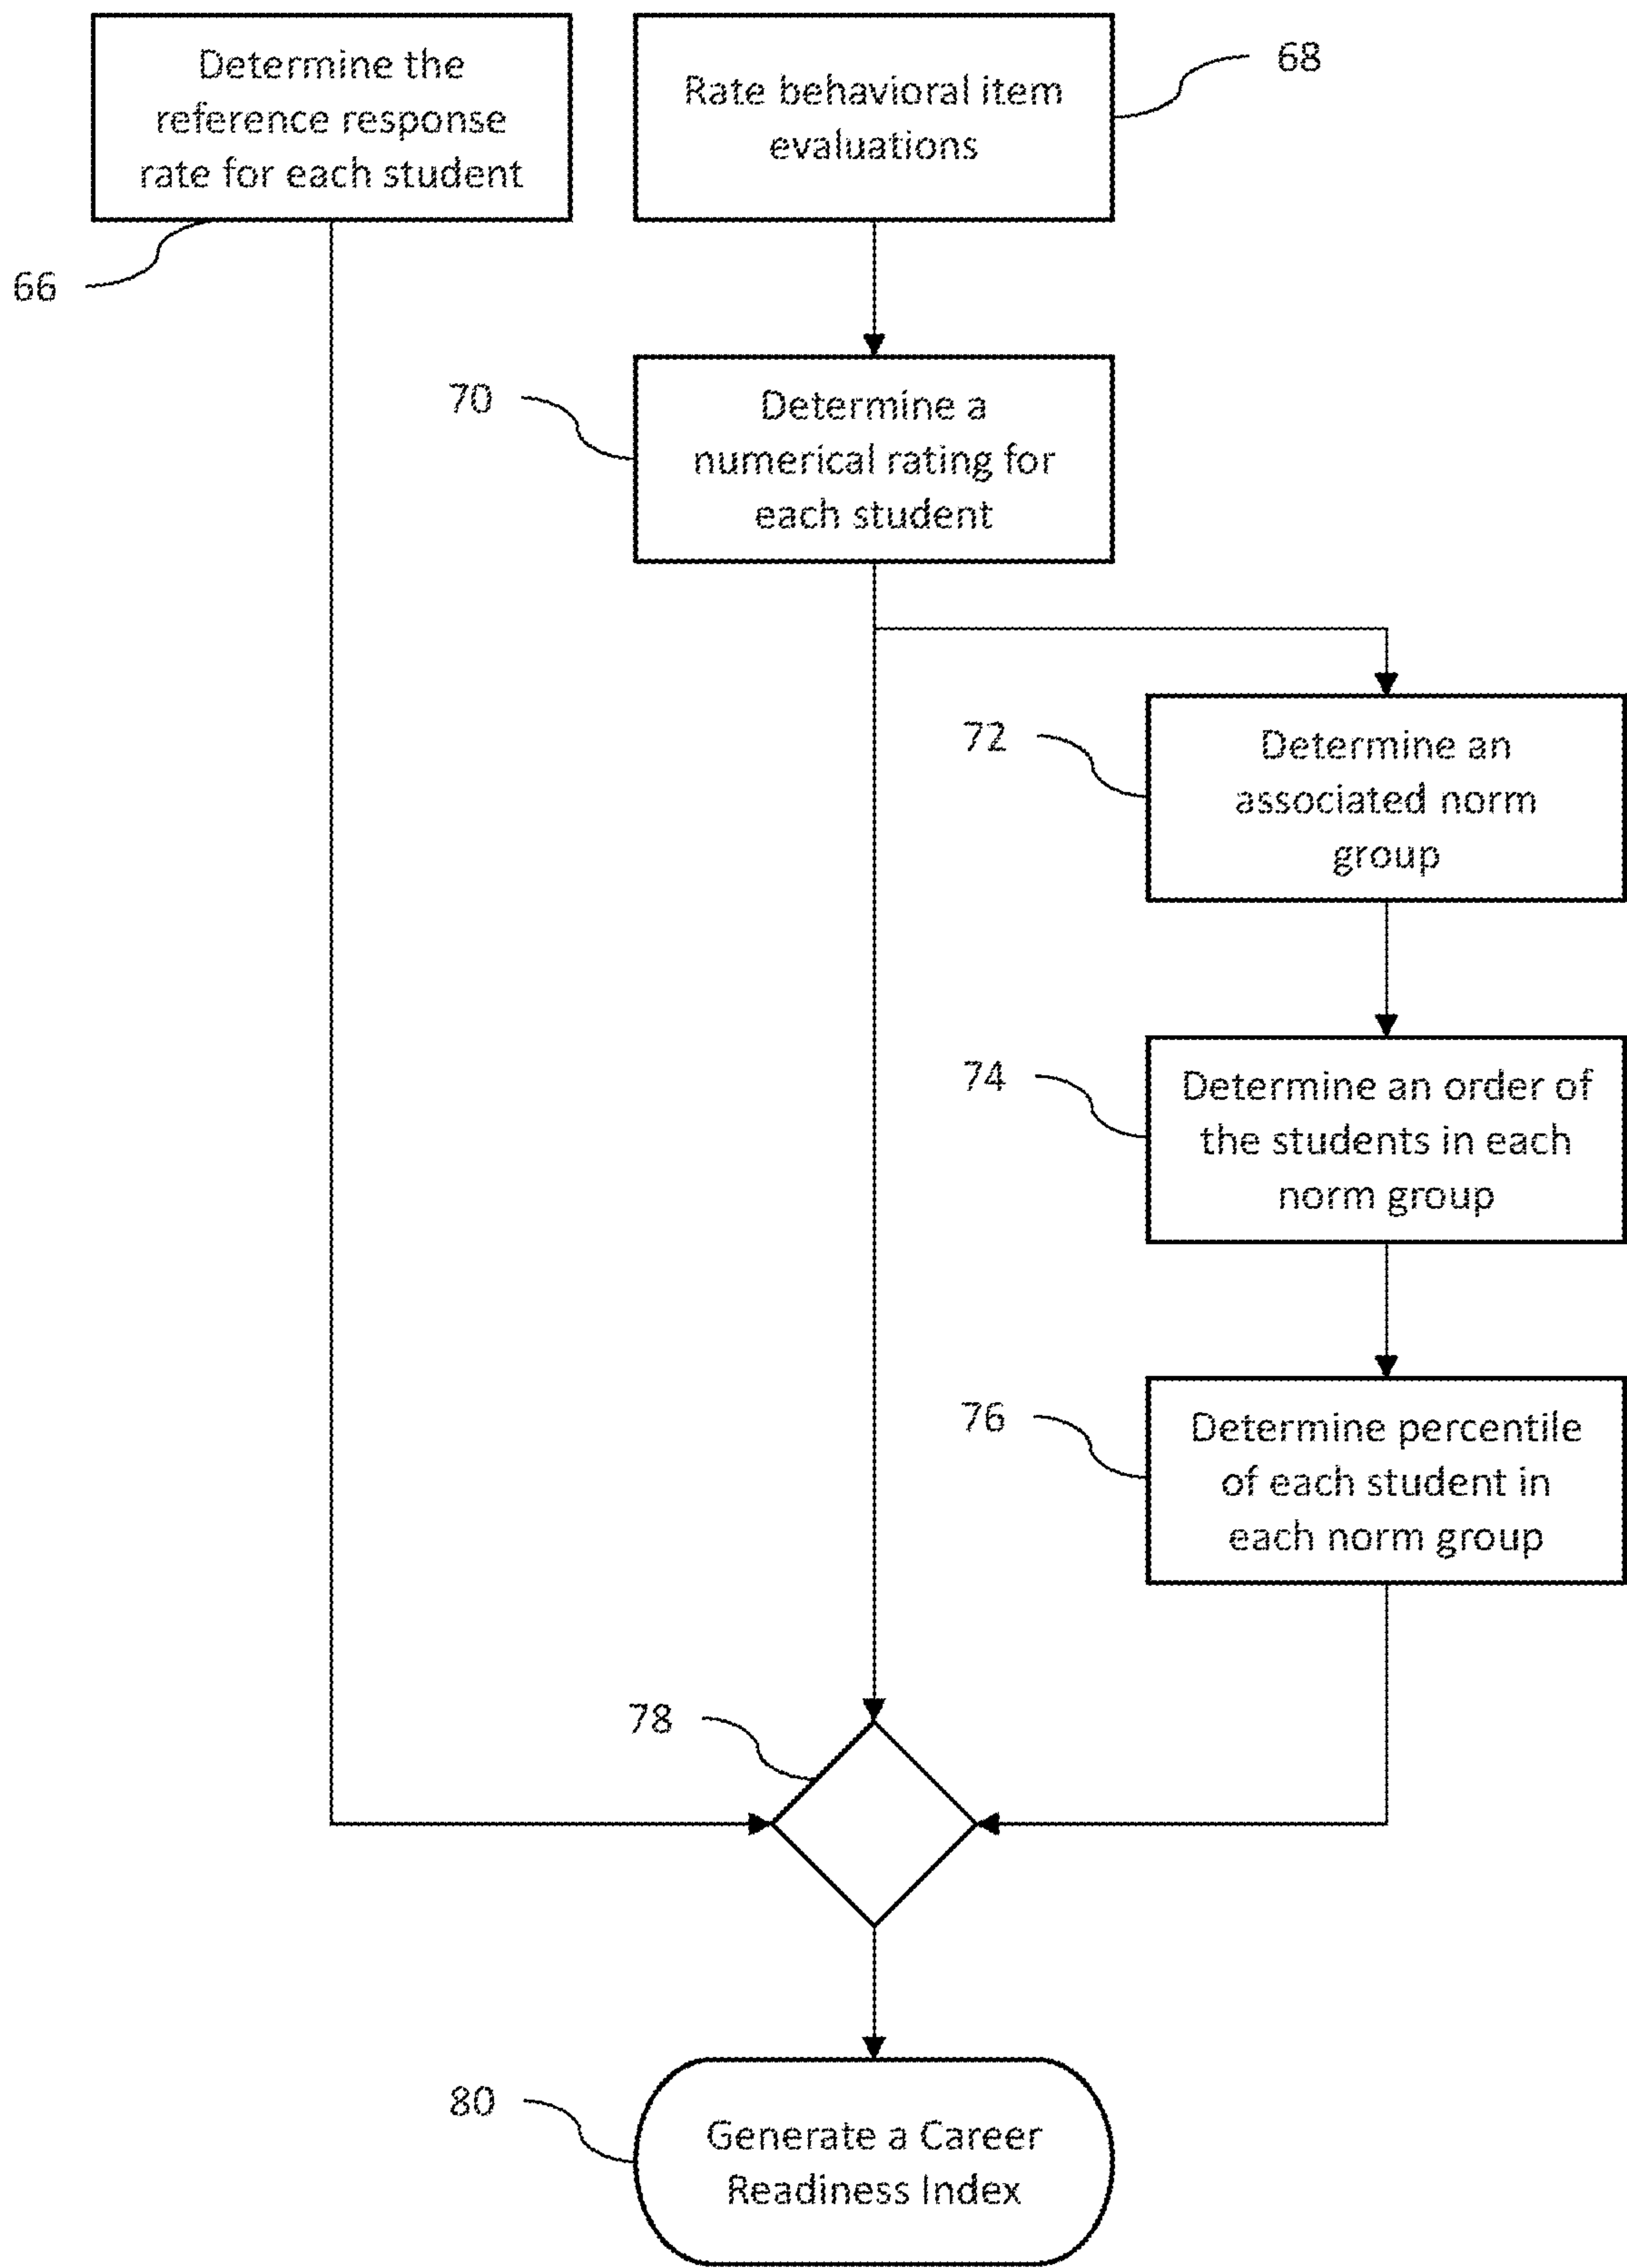 Determine the
reference response
rate for each student
66
Rate behavioral item
evaluations
68
70
Determine a
numerical rating for
each student
72
Determine an
associated norm
group
74
Determine an order of
the students in each
norm group
76
Determine percentile
of each student in
each norm group
78
80
Generate a Career
Readiness Index